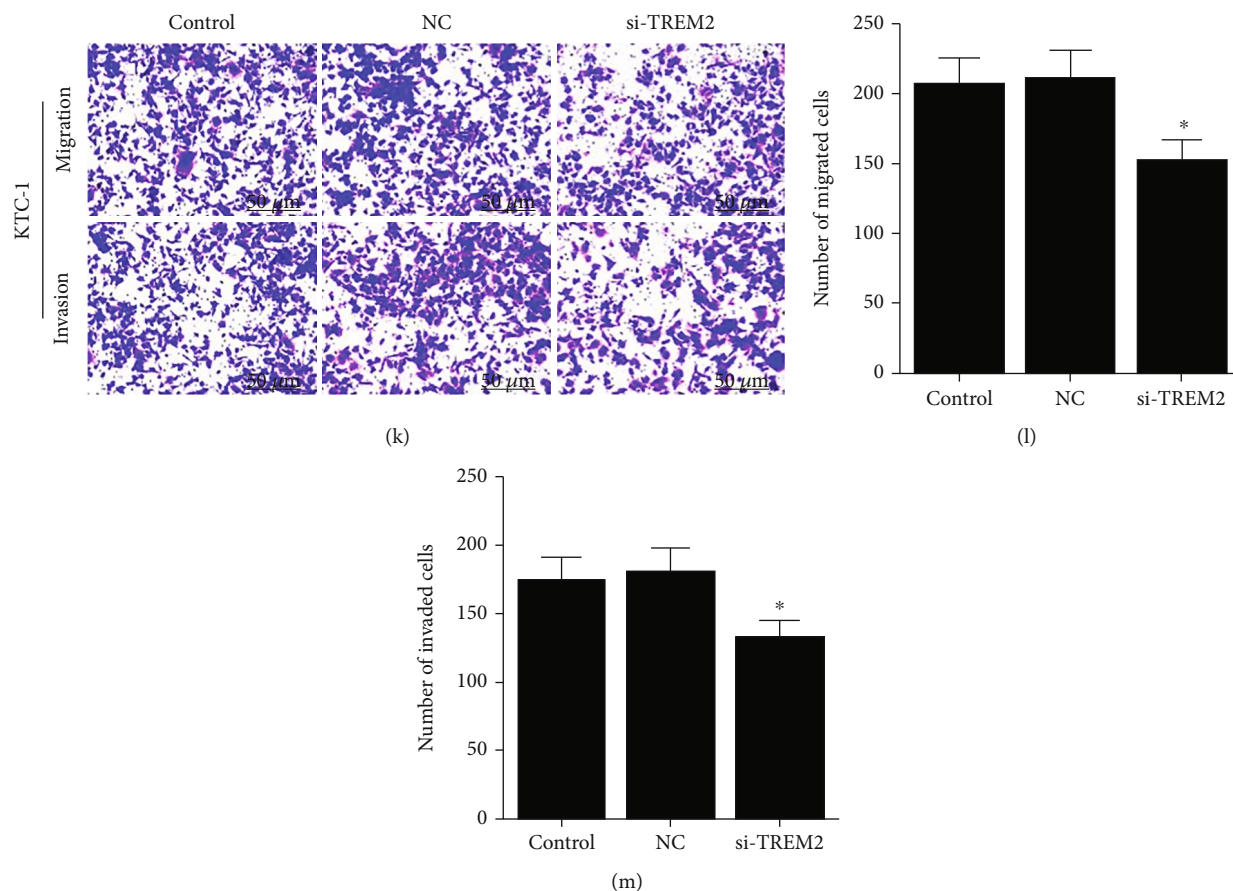 Control NC si-TREM2
KTC-1
Migration
50 µm 50 µm 50 µm
Invasion
50 µm 50 µm 50 µm
(k)
Number of migrated cells
250
200
150
100
50
0
*
Control NC si-TREM2
(l)
Number of invaded cells
250
200
150
100
50
0
*
Control NC si-TREM2
(m)